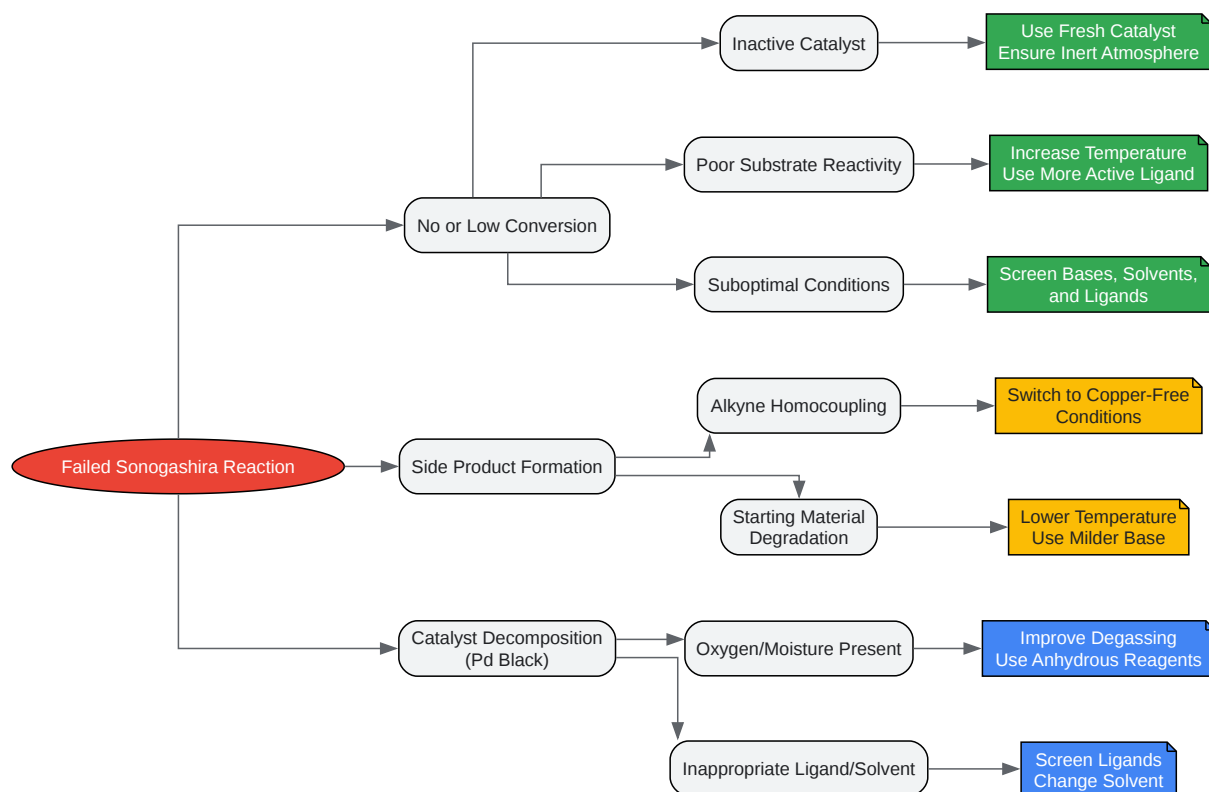 Inactive Catalyst
Use Fresh Catalyst
Ensure Inert Atmosphere
Poor Substrate Reactivity
Increase Temperature
Use More Active Ligand
No or Low Conversion
Suboptimal Conditions
Screen Bases, Solvents,
and Ligands
Alkyne Homocoupling
Switch to Copper-Free
Conditions
Failed Sonogashira Reaction
Side Product Formation
Starting Material
Degradation
Lower Temperature
Use Milder Base
Catalyst Decomposition
(Pd Black)
Oxygen/Moisture Present
Improve Degassing
Use Anhydrous Reagents
Inappropriate Ligand/Solvent
Screen Ligands
Change Solvent